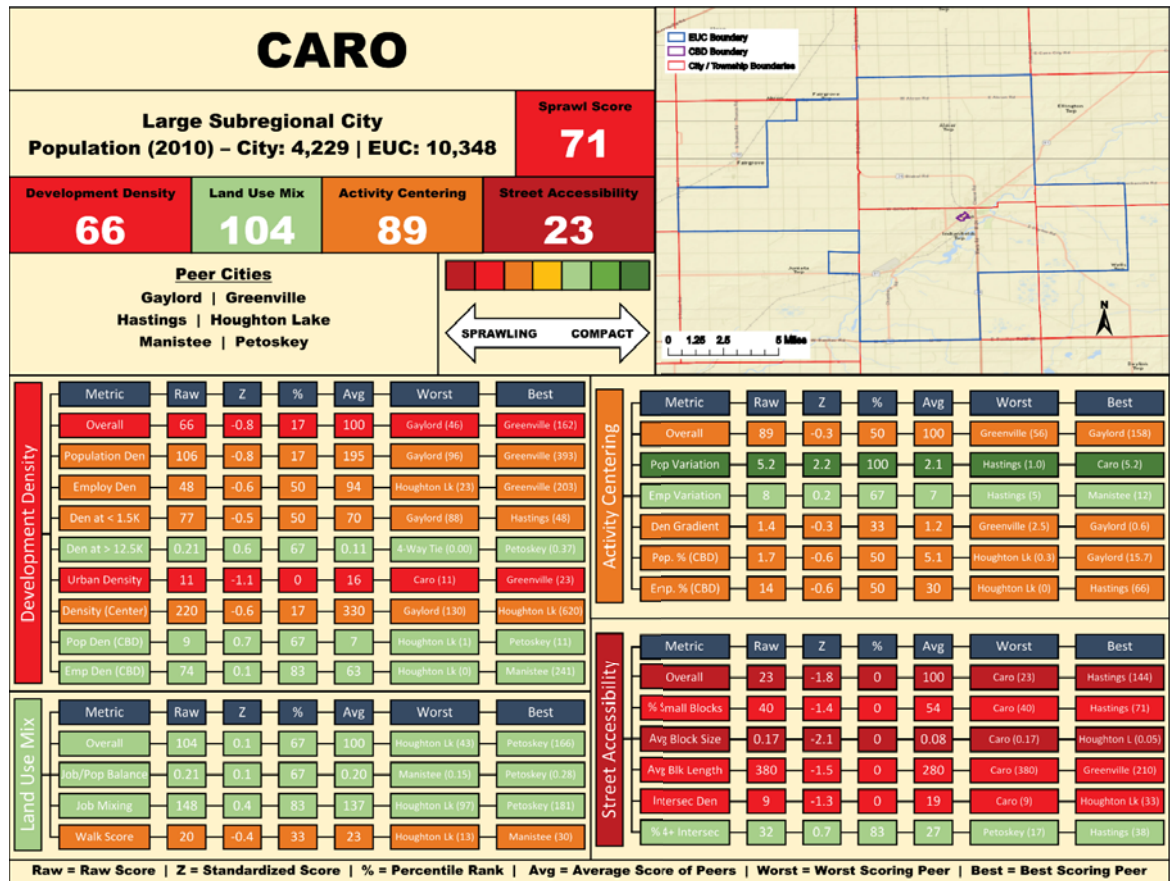 CARO
Large Subregional City
Population (2010) – City: 4,229 | EUC: 10,348
Sprawl Score
71
Development Density
66
Land Use Mix
104
Activity Centering
89
Street Accessibility
23
Peer Cities
Gaylord | Greenville
Hastings | Houghton Lake
Manistee | Petoskey
SPRAWLING COMPACT
EUC Boundary
CBD Boundary
City / Township Boundaries
Fairgrove
Almer
Twp
Ellington
Twp
Indianfields
Twp
Juniata
Twp
Wells
N
0 1.25 2.5 5 Miles
Development Density
Metric Raw Z % Avg Worst Best
Overall 66 -0.8 17 100 Gaylord (46) Greenville (162)
Population Den 106 -0.8 17 195 Gaylord (96) Greenville (393)
Employ Den 48 -0.6 50 94 Houghton Lk (23) Greenville (203)
Den at < 1.5K 77 -0.5 50 70 Gaylord (88) Hastings (48)
Den at > 12.5K 0.21 0.6 67 0.11 4-Way Tie (0.00) Petoskey (0.37)
Urban Density 11 -1.1 0 16 Caro (11) Greenville (23)
Density (Center) 220 -0.6 17 330 Gaylord (130) Houghton Lk (620)
Pop Den (CBD) 9 0.7 67 7 Houghton Lk (1) Petoskey (11)
Emp Den (CBD) 74 0.1 83 63 Houghton Lk (0) Manistee (241)
Land Use Mix
Metric Raw Z % Avg Worst Best
Overall 104 0.1 67 100 Houghton Lk (43) Petoskey (166)
Job/Pop Balance 0.21 0.1 67 0.20 Manistee (0.15) Petoskey (0.28)
Job Mixing 148 0.4 83 137 Houghton Lk (97) Petoskey (181)
Walk Score 20 -0.4 33 23 Houghton Lk (13) Manistee (30)
Activity Centering
Metric Raw Z % Avg Worst Best
Overall 89 -0.3 50 100 Greenville (56) Gaylord (158)
Pop Variation 5.2 2.2 100 2.1 Hastings (1.0) Caro (5.2)
Emp Variation 8 0.2 67 7 Hastings (5) Manistee (12)
Den Gradient 1.4 -0.3 33 1.2 Greenville (2.5) Gaylord (0.6)
Pop. % (CBD) 1.7 -0.6 50 5.1 Houghton Lk (0.3) Gaylord (15.7)
Emp. % (CBD) 14 -0.6 50 30 Houghton Lk (0) Hastings (66)
Street Accessibility
Metric Raw Z % Avg Worst Best
Overall 23 -1.8 0 100 Caro (23) Hastings (144)
% Small Blocks 40 -1.4 0 54 Caro (40) Hastings (71)
Avg Block Size 0.17 -2.1 0 0.08 Caro (0.17) Houghton L (0.05)
Avg Blk Length 380 -1.5 0 280 Caro (380) Greenville (210)
Intersec Den 9 -1.3 0 19 Caro (9) Houghton Lk (33)
% 4+ Intersec 32 0.7 83 27 Petoskey (17) Hastings (38)
Raw = Raw Score | Z = Standardized Score | % = Percentile Rank | Avg = Average Score of Peers | Worst = Worst Scoring Peer | Best = Best Scoring Peer